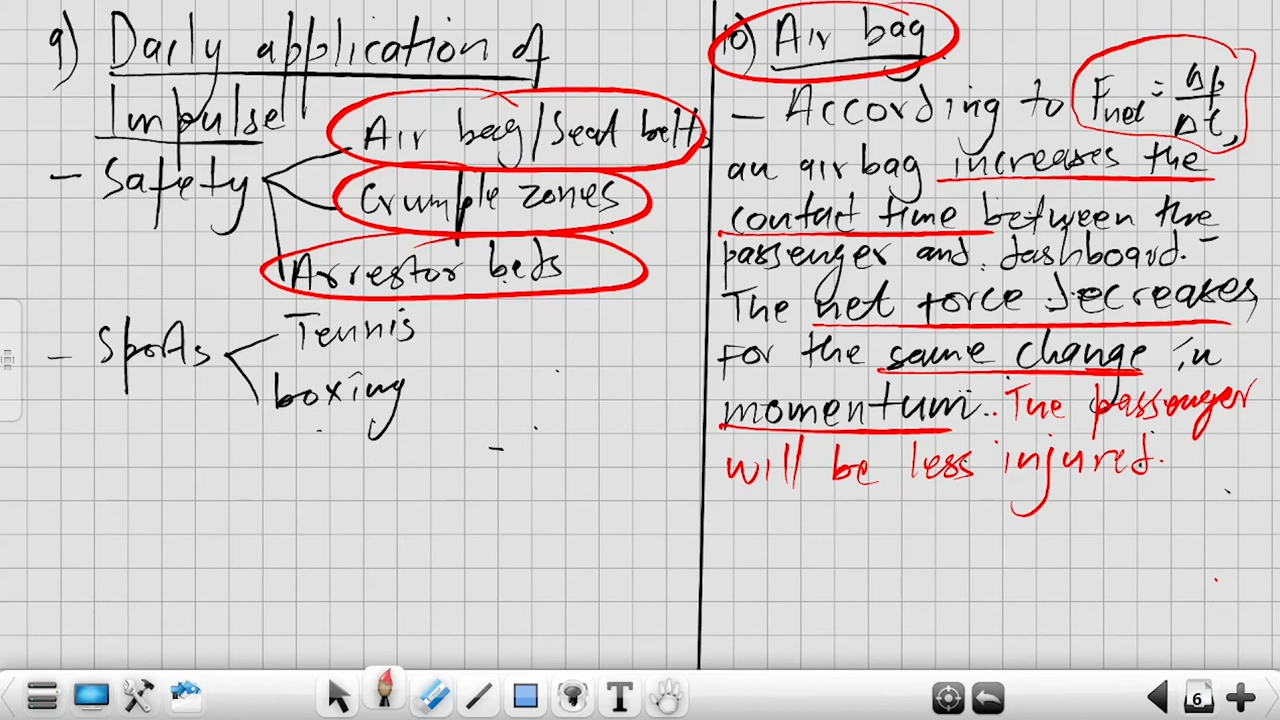 9) Daily application of
Impulse
- Safety
Air bag/Seat belts
Crumple zones
Arrestor beds
- Sports
Tennis
boxing
10) Air bag
- According to Fnet = Δp/Δt,
an airbag increases the
contact time between the
passenger and dashboard.
The net force decreases
for the same change in
momentum.. The passenger
will be less injured.
T
6